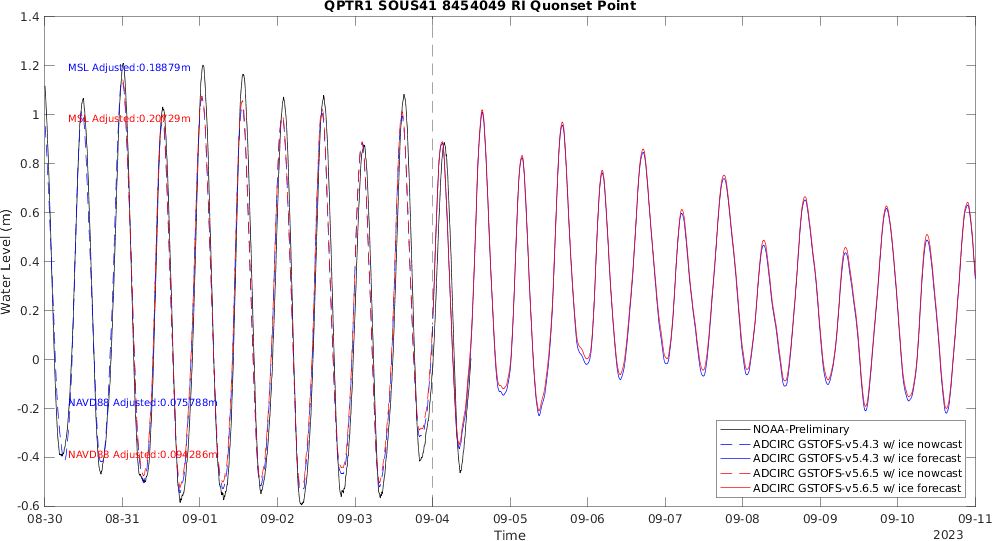 QPTR1 SOUS41 8454049 RI Quonset Point
1.4
1.2
1
0.8
0.6
0.4
0.2
0
-0.2
-0.4
-0.6
Water Level (m)
MSL Adjusted:0.18879m
MSL Adjusted:0.20729m
NAVD88 Adjusted:0.075788m
NAVD88 Adjusted:0.094286m
NOAA-Preliminary
ADCIRC GSTOFS-v5.4.3 w/ ice nowcast
ADCIRC GSTOFS-v5.4.3 w/ ice forecast
ADCIRC GSTOFS-v5.6.5 w/ ice nowcast
ADCIRC GSTOFS-v5.6.5 w/ ice forecast
08-30 08-31 09-01 09-02 09-03 09-04 09-05 09-06 09-07 09-08 09-09 09-10 09-11
Time
2023